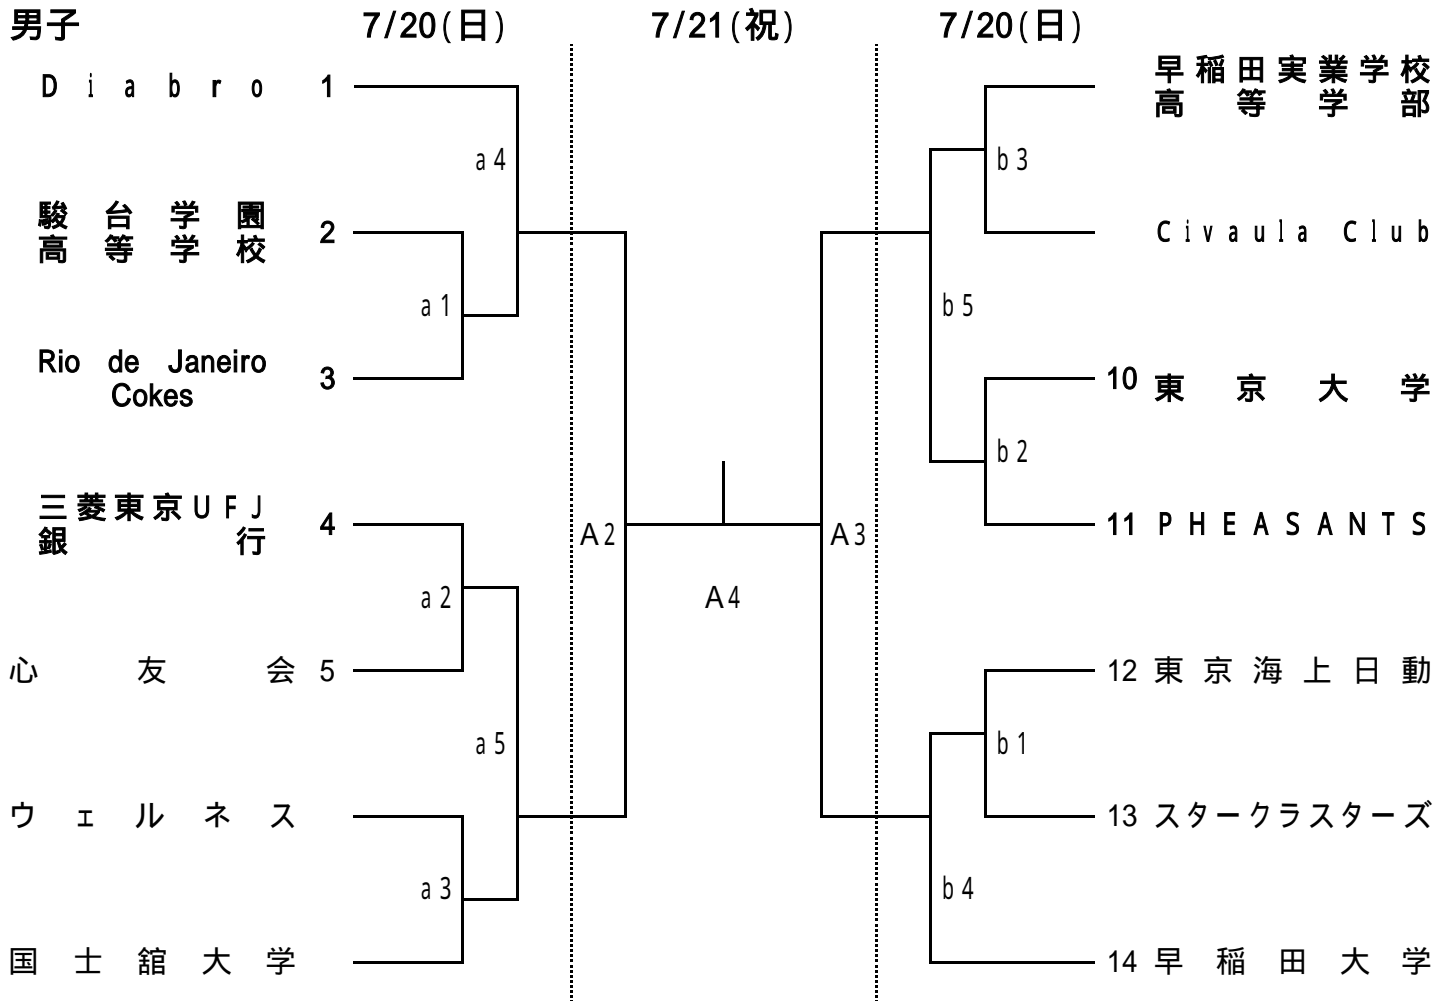 男子
7/20(日)
7/21(祝)
7/20(日)
Diabro 1
a4
駿台学園
高等学校
2
a1
Rio de Janeiro
Cokes
3
三菱東京UFJ
銀行
4
a2
心友会 5
a5
ウェルネス
a3
国士舘大学
A2
A4
A3
早稲田実業学校
高等学部
b3
Civaula Club
b5
10 東京大学
b2
11 PHEASANTS
12 東京海上日動
b1
13 スタークラスターズ
b4
14 早稲田大学